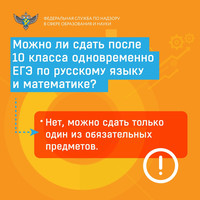 ФЕДЕРАЛЬНАЯ СЛУЖБА ПО НАДЗОРУ
В СФЕРЕ ОБРАЗОВАНИЯ И НАУКИ
Можно ли сдать после
10 класса одновременно
ЕГЭ по русскому языку
и математике?
* Нет, можно сдать только
один из обязательных
предметов.